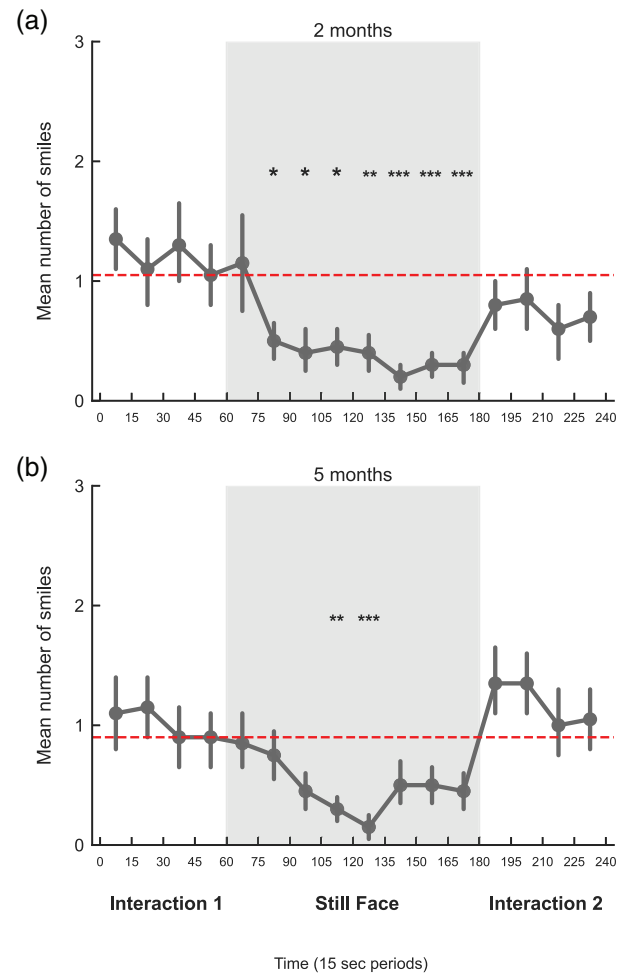 (a)
2 months
3
2
1
0
Mean number of smiles
* * * ** *** *** ***
0 15 30 45 60 75 90 105 120 135 150 165 180 195 210 225 240
(b)
5 months
3
2
1
0
Mean number of smiles
** ***
0 15 30 45 60 75 90 105 120 135 150 165 180 195 210 225 240
Interaction 1 Still Face Interaction 2
Time (15 sec periods)